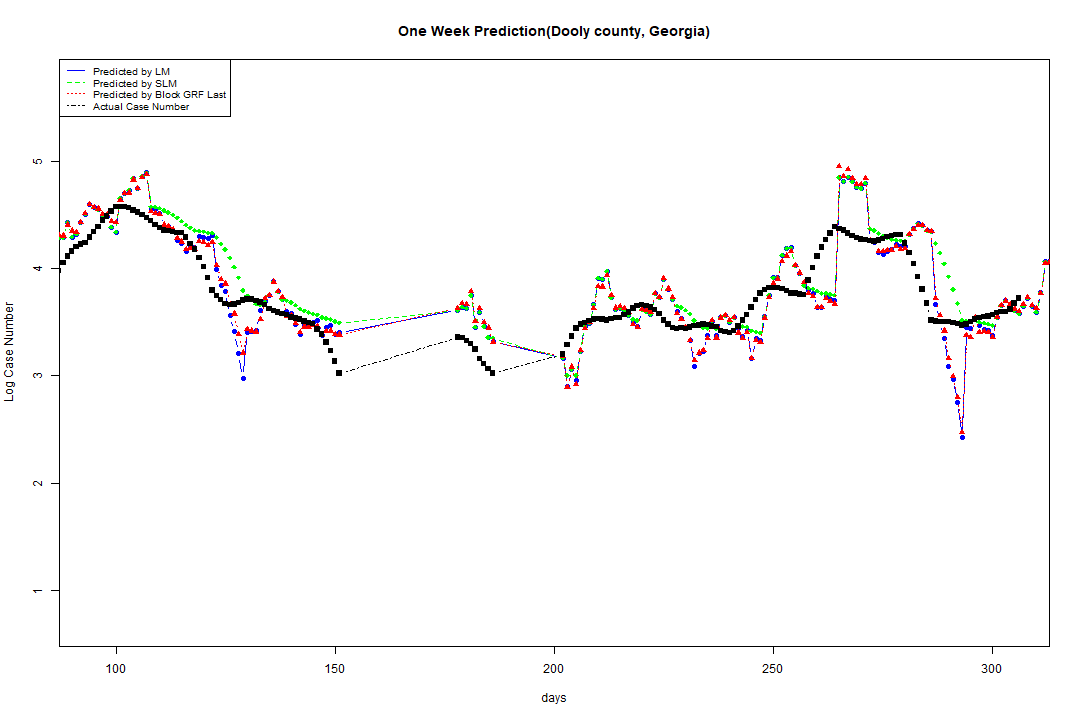 One Week Prediction(Dooly county, Georgia)
Predicted by LM
Predicted by SLM
Predicted by Block GRF Last
Actual Case Number
5
4
3
2
1
Log Case Number
100 150 200 250 300
days